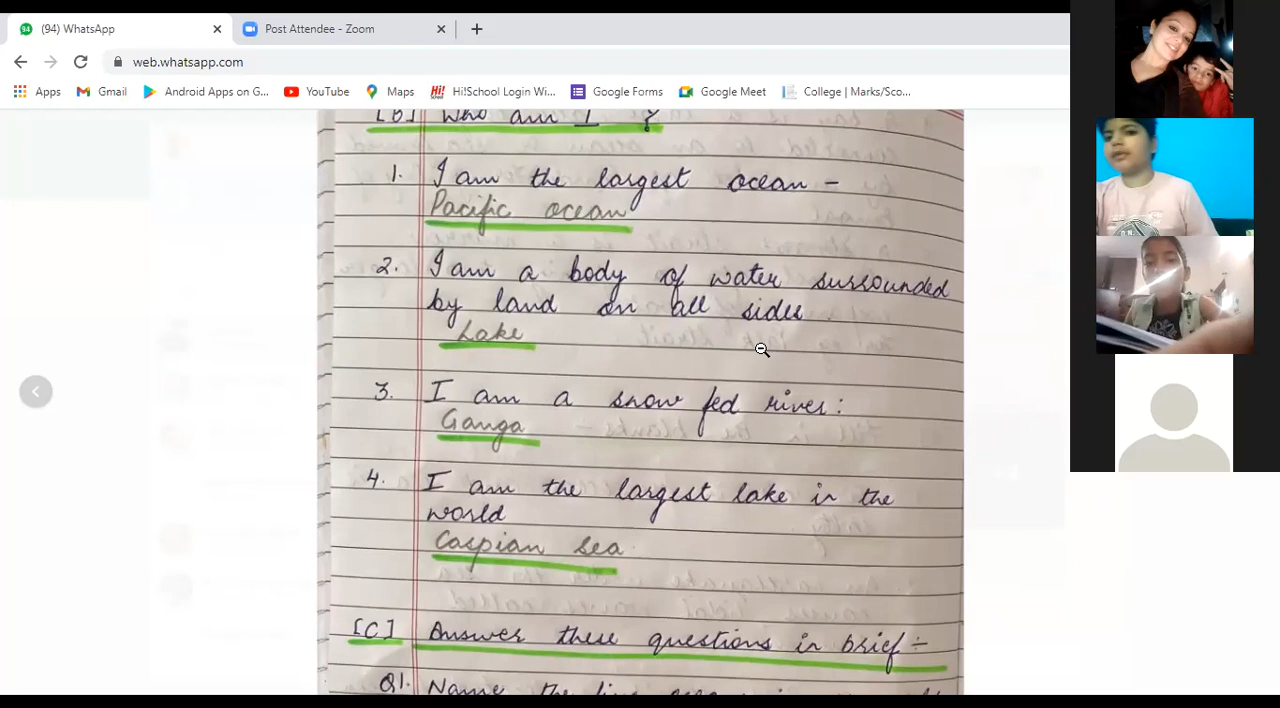 (94) WhatsApp
Post Attendee - Zoom
web.whatsapp.com
Apps
Gmail
Android Apps on G...
YouTube
Maps
Hi!School Login Wi...
Google Forms
Google Meet
College | Marks/Sco...
[b] Who am I ?
1. I am the largest ocean -
Pacific ocean
2. I am a body of water surrounded
by land on all sides
Lake
3. I am a snow fed river:
Ganga
4. I am the largest lake in the
world
Caspian Sea.
[C] Answer these questions in brief :-
Q1. Name the